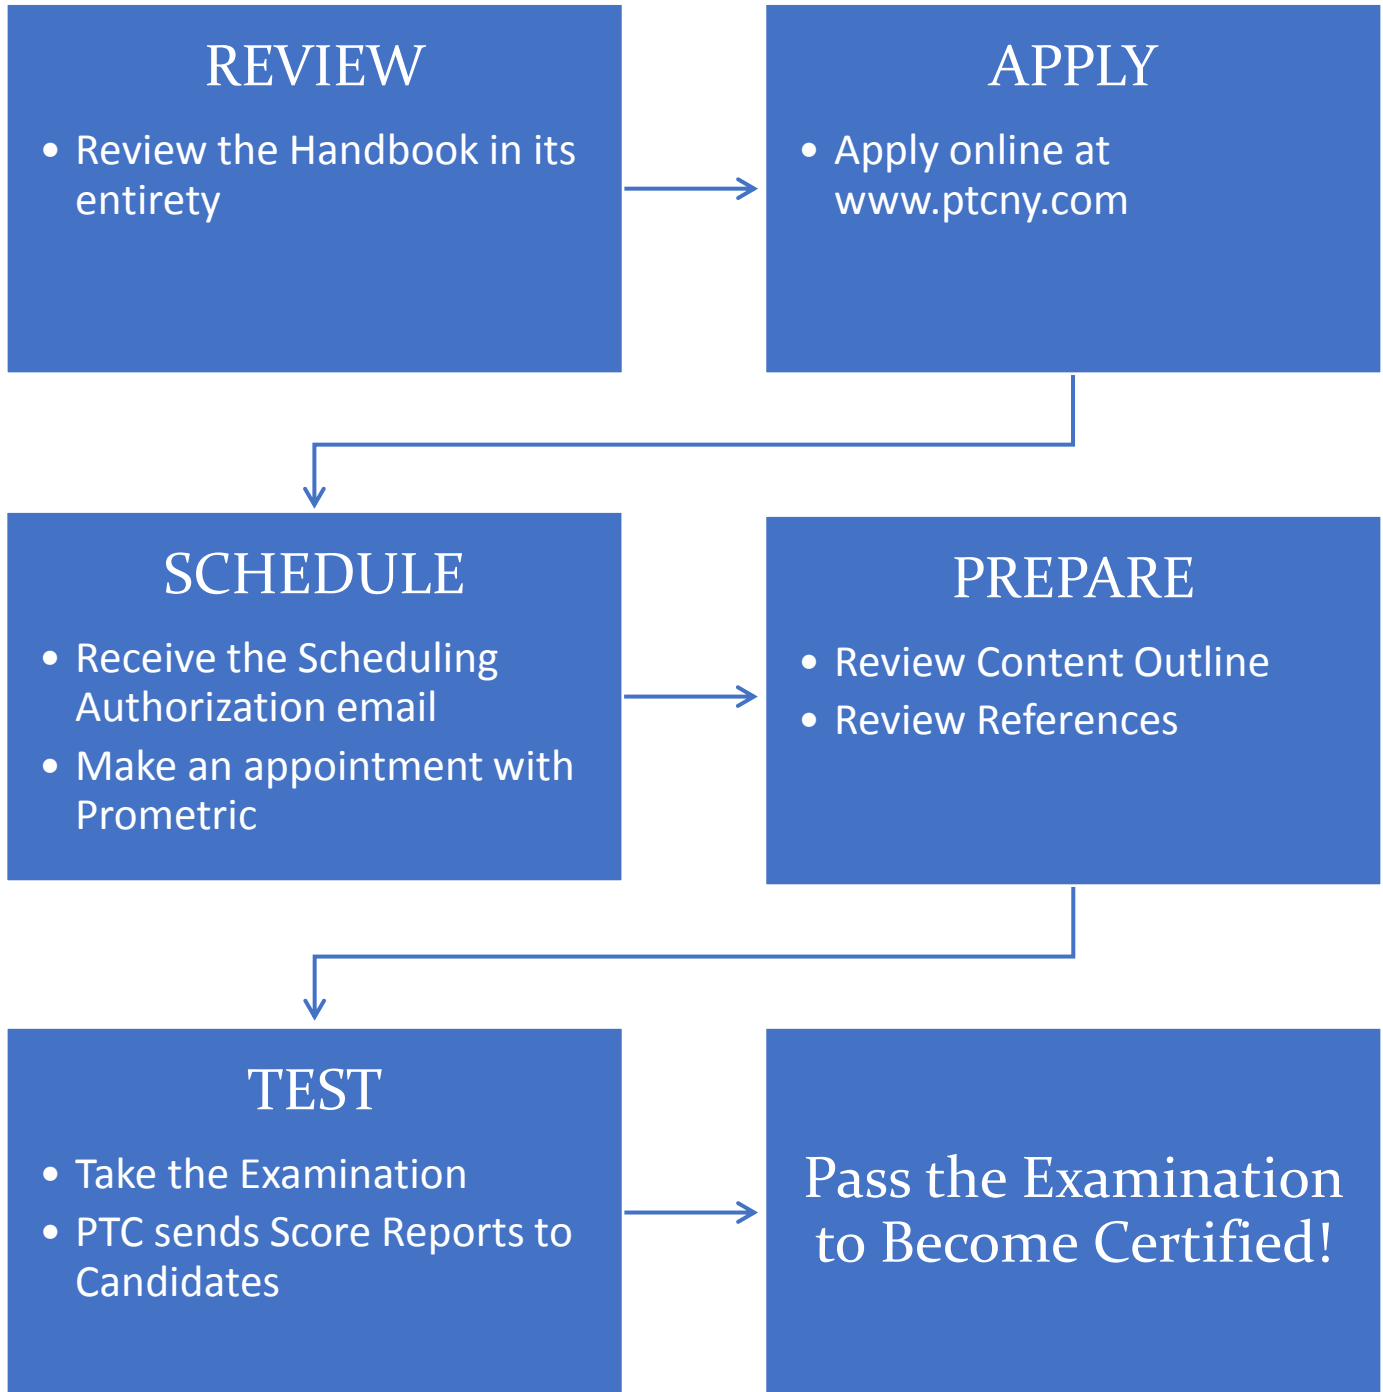 REVIEW
• Review the Handbook in its
entirety
APPLY
• Apply online at
www.ptcny.com
SCHEDULE
• Receive the Scheduling
Authorization email
• Make an appointment with
Prometric
PREPARE
• Review Content Outline
• Review References
TEST
• Take the Examination
• PTC sends Score Reports to
Candidates
Pass the Examination
to Become Certified!